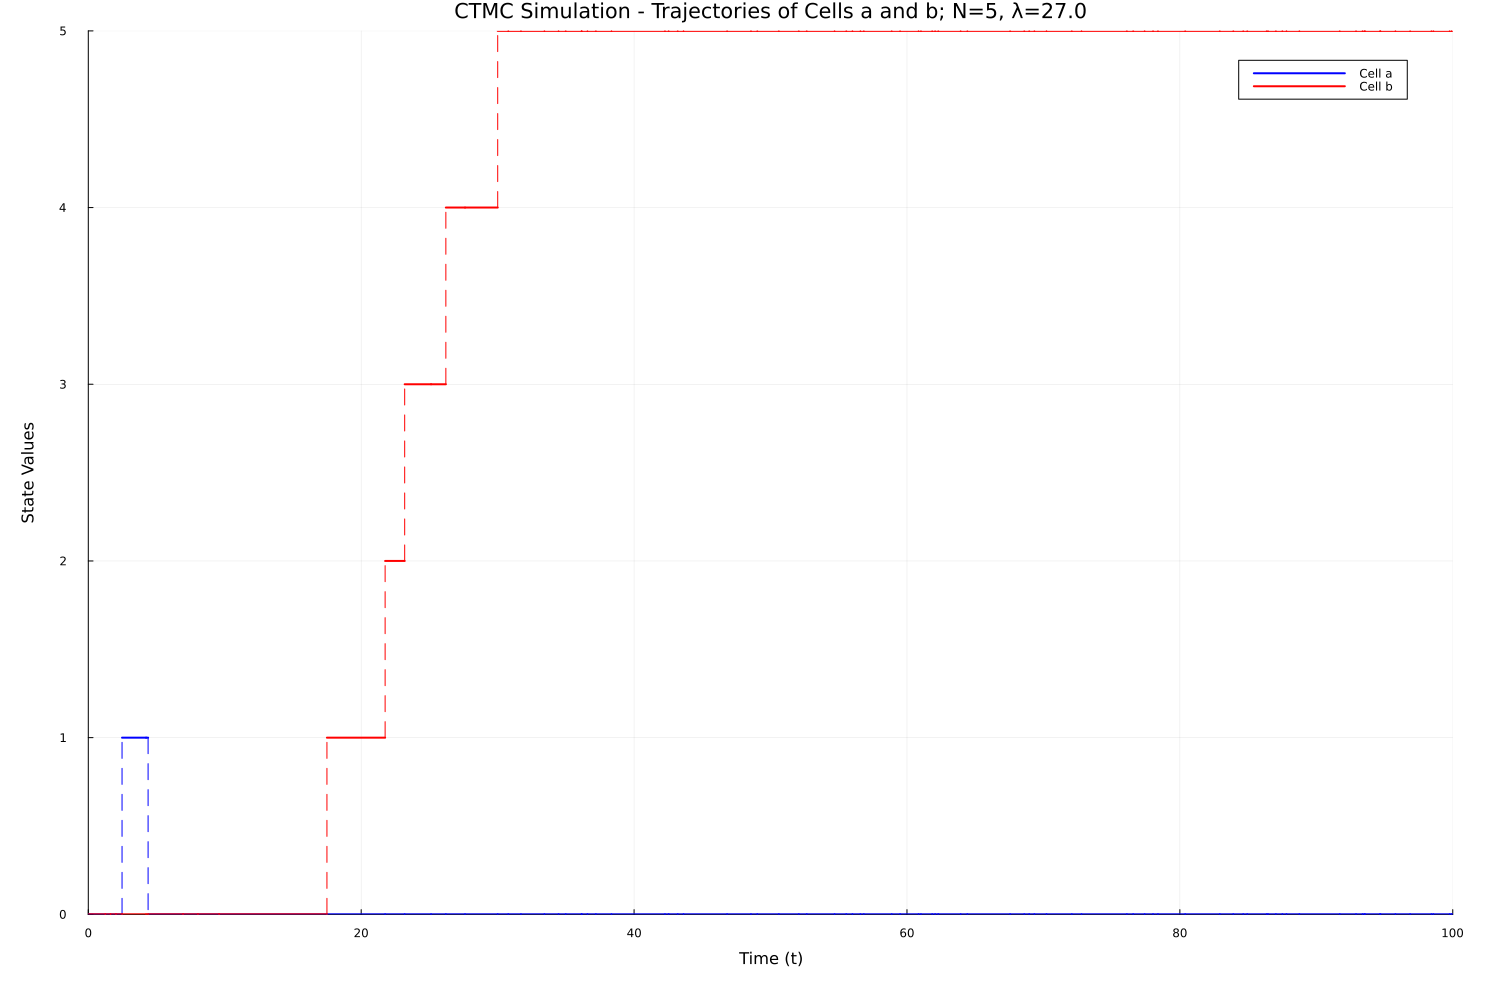 CTMC Simulation - Trajectories of Cells a and b; N=5, λ=27.0
5
Cell a
Cell b
4
3
State Values
2
1
0
0 20 40 60 80 100
Time (t)